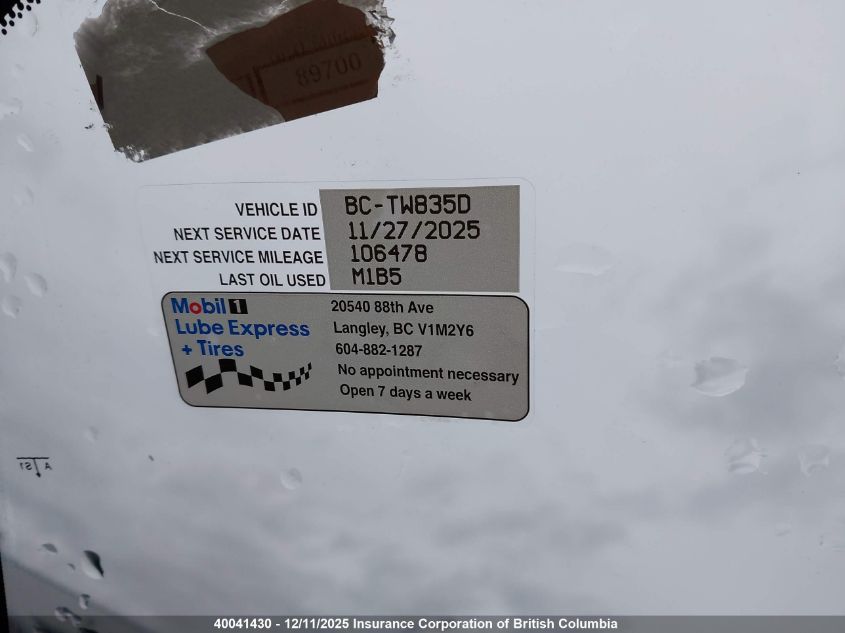 89700
VEHICLE ID BC-TW835D
NEXT SERVICE DATE 11/27/2025
NEXT SERVICE MILEAGE 106478
LAST OIL USED M1B5
Mobil 1 20540 88th Ave
Lube Express Langley, BC V1M2Y6
+ Tires 604-882-1287
No appointment necessary
Open 7 days a week
40041430 - 12/11/2025 Insurance Corporation of British Columbia